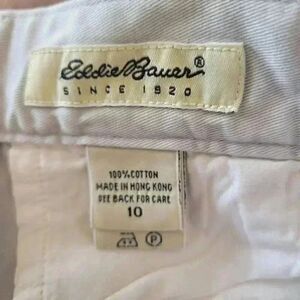 Eddie Bauer®
SINCE 1920
100% COTTON
MADE IN HONG KONG
SEE BACK FOR CARE
10
P